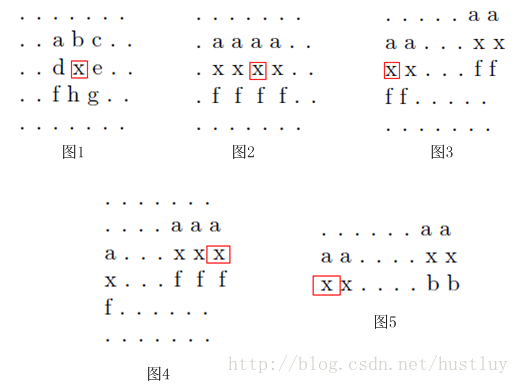 . . . . . . .
. . a b c . .
. . d x e . .
. . f h g . .
. . . . . . .
图1
. . . . . . .
. a a a a . .
. x x x x . .
. f f f f . .
. . . . . . .
图2
. . . . . a a
a a . . . x x
x x . . . f f
f f . . . . .
. . . . . . .
图3
. . . . . . .
. . . . a a a
a . . . x x x
x . . . f f f
f . . . . . .
. . . . . . .
图4
. . . . . . a a
a a . . . . x x
x x . . . . b b
图5
http://blog.csdn.net/hustluy